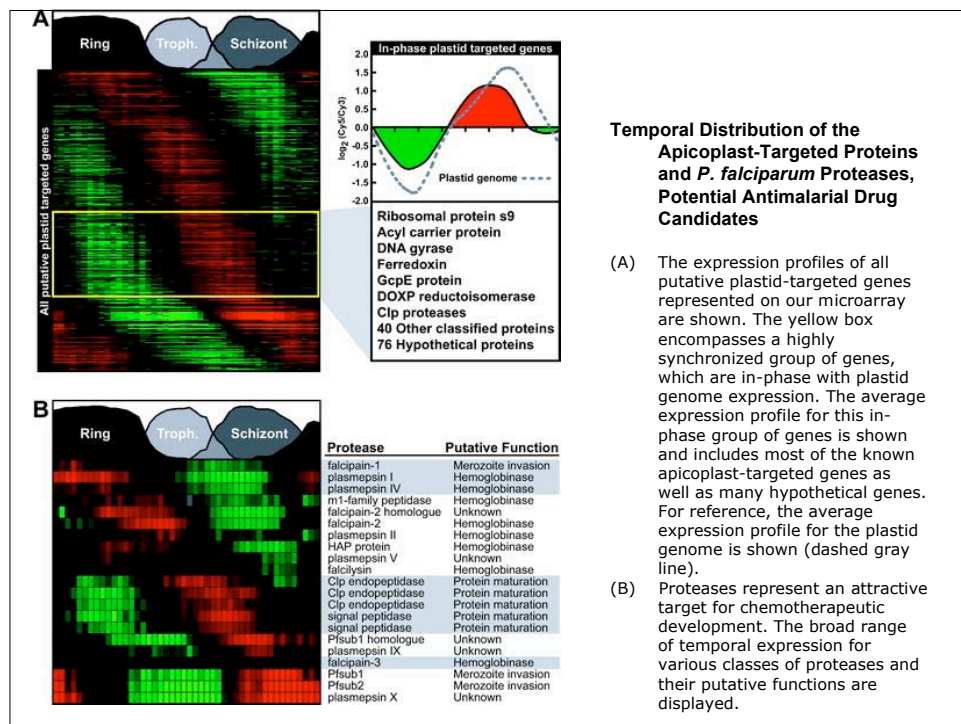 A
Ring
Troph.
Schizont
All putative plastid targeted genes
In-phase plastid targeted genes
2.0
1.5
1.0
0.5
0.0
-0.5
-1.0
-1.5
-2.0
log2 (Cy5/Cy3)
Plastid genome
Ribosomal protein s9
Acyl carrier protein
DNA gyrase
Ferredoxin
GcpE protein
DOXP reductoisomerase
Clp proteases
40 Other classified proteins
76 Hypothetical proteins
B
Ring
Troph.
Schizont
Protease Putative Function
falcipain-1 Merozoite invasion
plasmepsin I Hemoglobinase
plasmepsin IV Hemoglobinase
m1-family peptidase Hemoglobinase
falcipain-2 homologue Unknown
falcipain-2 Hemoglobinase
plasmepsin II Hemoglobinase
HAP protein Hemoglobinase
plasmepsin V Unknown
falcilysin Hemoglobinase
Clp endopeptidase Protein maturation
Clp endopeptidase Protein maturation
Clp endopeptidase Protein maturation
signal peptidase Protein maturation
signal peptidase Protein maturation
Pfsub1 homologue Unknown
plasmepsin IX Unknown
falcipain-3 Hemoglobinase
Pfsub1 Merozoite invasion
Pfsub2 Merozoite invasion
plasmepsin X Unknown
Temporal Distribution of the
Apicoplast-Targeted Proteins
and P. falciparum Proteases,
Potential Antimalarial Drug
Candidates
(A) The expression profiles of all
putative plastid-targeted genes
represented on our microarray
are shown. The yellow box
encompasses a highly
synchronized group of genes,
which are in-phase with plastid
genome expression. The average
expression profile for this in-
phase group of genes is shown
and includes most of the known
apicoplast-targeted genes as
well as many hypothetical genes.
For reference, the average
expression profile for the plastid
genome is shown (dashed gray
line).
(B) Proteases represent an attractive
target for chemotherapeutic
development. The broad range
of temporal expression for
various classes of proteases and
their putative functions are
displayed.